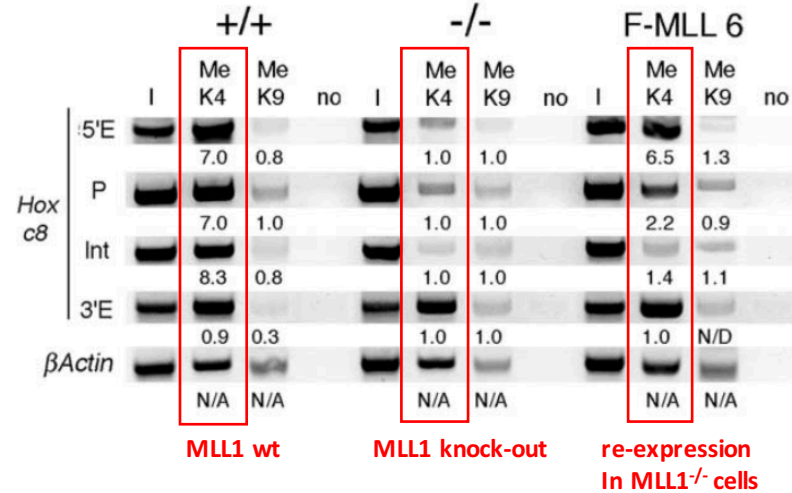 +/+ -/- F-MLL 6
Me Me Me Me Me Me
I K4 K9 no I K4 K9 no I K4 K9 no
5'E
7.0 0.8 1.0 1.0 6.5 1.3
P
Hox
7.0 1.0 1.0 1.0 2.2 0.9
c8
Int
8.3 0.8 1.0 1.0 1.4 1.1
3'E
0.9 0.3 1.0 1.0 1.0 N/D
βActin
N/A N/A N/A N/A N/A N/A
MLL1 wt MLL1 knock-out re-expression
In MLL1-/- cells